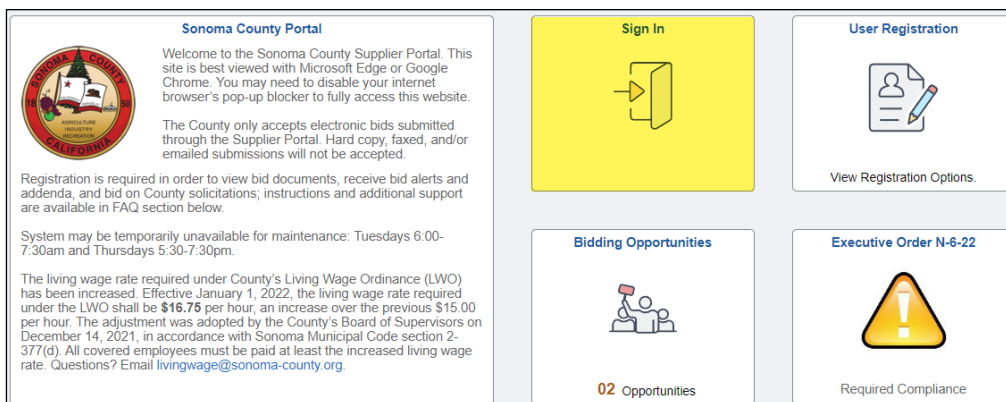 Sonoma County Portal
SONOMA COUNTY
18 50
AGRICULTURE
INDUSTRY
RECREATION
CALIFORNIA
Welcome to the Sonoma County Supplier Portal. This
site is best viewed with Microsoft Edge or Google
Chrome. You may need to disable your internet
browser's pop-up blocker to fully access this website.
The County only accepts electronic bids submitted
through the Supplier Portal. Hard copy, faxed, and/or
emailed submissions will not be accepted.
Registration is required in order to view bid documents, receive bid alerts and
addenda, and bid on County solicitations; instructions and additional support
are available in FAQ section below.
System may be temporarily unavailable for maintenance: Tuesdays 6:00-
7:30am and Thursdays 5:30-7:30pm.
The living wage rate required under County's Living Wage Ordinance (LWO)
has been increased. Effective January 1, 2022, the living wage rate required
under the LWO shall be $16.75 per hour, an increase over the previous $15.00
per hour. The adjustment was adopted by the County's Board of Supervisors on
December 14, 2021, in accordance with Sonoma Municipal Code section 2-
377(d). All covered employees must be paid at least the increased living wage
rate. Questions? Email livingwage@sonoma-county.org.
Sign In
User Registration
View Registration Options.
Bidding Opportunities
02 Opportunities
Executive Order N-6-22
Required Compliance